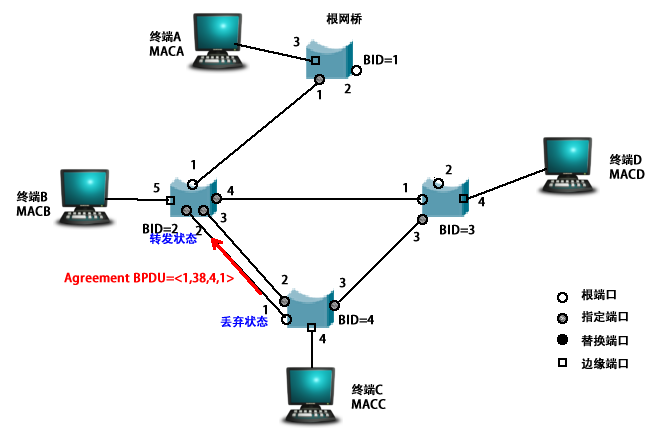 根网桥
终端A
MACA
3
BID=1
1
2
1
终端D
MACD
2
5
4
1
4
终端B
MACB
BID=2
2
3
3
BID=3
转发状态
Agreement BPDU=<1,38,4,1>
2
3
丢弃状态
1
BID=4
4
根端口
指定端口
替换端口
边缘端口
终端C
MACC